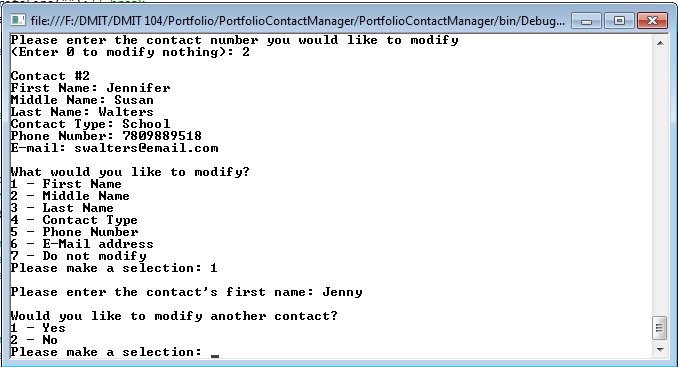 file:///F:/DMIT/DMIT 104/Portfolio/PortfolioContactManager/PortfolioContactManager/bin/Debug...
Please enter the contact number you would like to modify
(Enter 0 to modify nothing): 2
Contact #2
First Name: Jennifer
Middle Name: Susan
Last Name: Walters
Contact Type: School
Phone Number: 7809889518
E-mail: swalters@email.com
What would you like to modify?
1 - First Name
2 - Middle Name
3 - Last Name
4 - Contact Type
5 - Phone Number
6 - E-Mail address
7 - Do not modify
Please make a selection: 1
Please enter the contact's first name: Jenny
Would you like to modify another contact?
1 - Yes
2 - No
Please make a selection: _